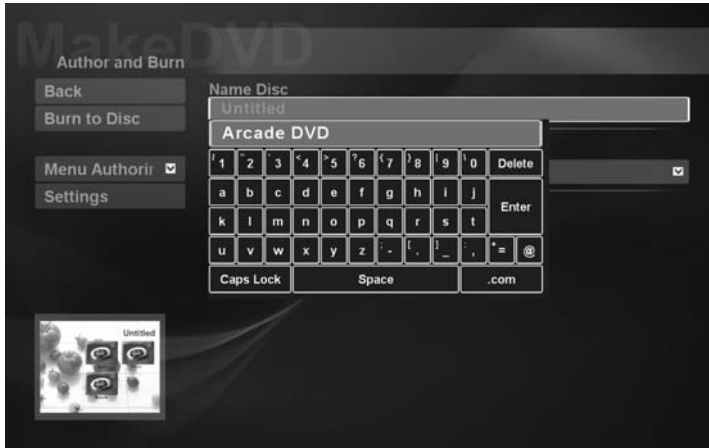 MakeDVD
Author and Burn
Back
Burn to Disc
Menu Authorir
Settings
Name Disc
Untitled
Arcade DVD
/ 1 ~ 2 ` 3 < 4 > 5 ? 6 { 7 } 8 | 9 \ 0 Delete
a b c d e f g h i j
Enter
k l m n o p q r s t
u v w x y z ; - [ . ] _ : , + = @
Caps Lock Space .com
Untitled